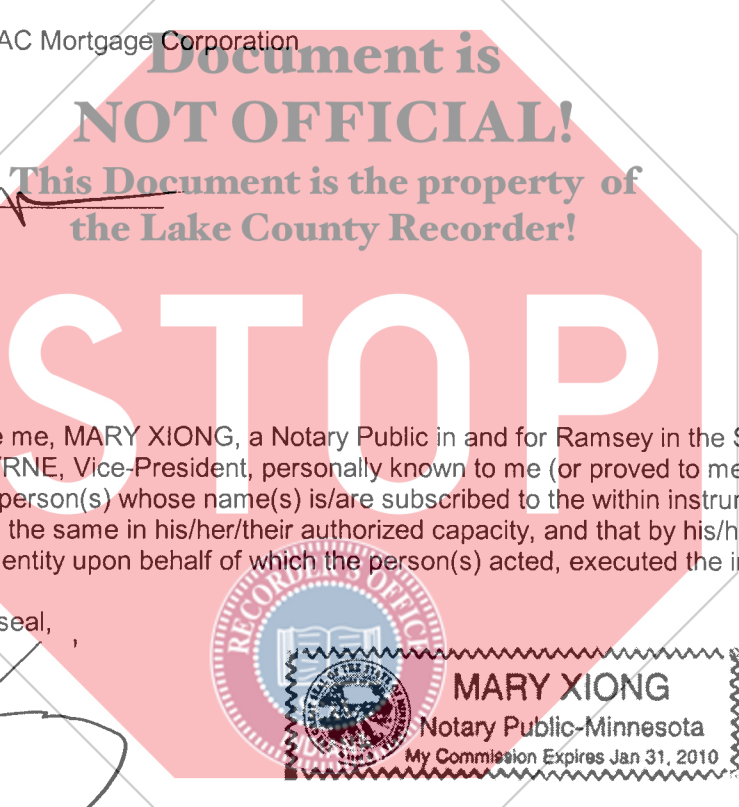 AC Mortgage Corporation
Document is
NOT OFFICIAL!
This Document is the property of
the Lake County Recorder!
STOP
e me, MARY XIONG, a Notary Public in and for Ramsey in the S
YRNE, Vice-President, personally known to me (or proved to me
person(s) whose name(s) is/are subscribed to the within instru
the same in his/her/their authorized capacity, and that by his/h
entity upon behalf of which the person(s) acted, executed the i
seal,
RECORDER'S OFFICE
INDIANA
MARY XIONG
Notary Public-Minnesota
My Commission Expires Jan 31, 2010